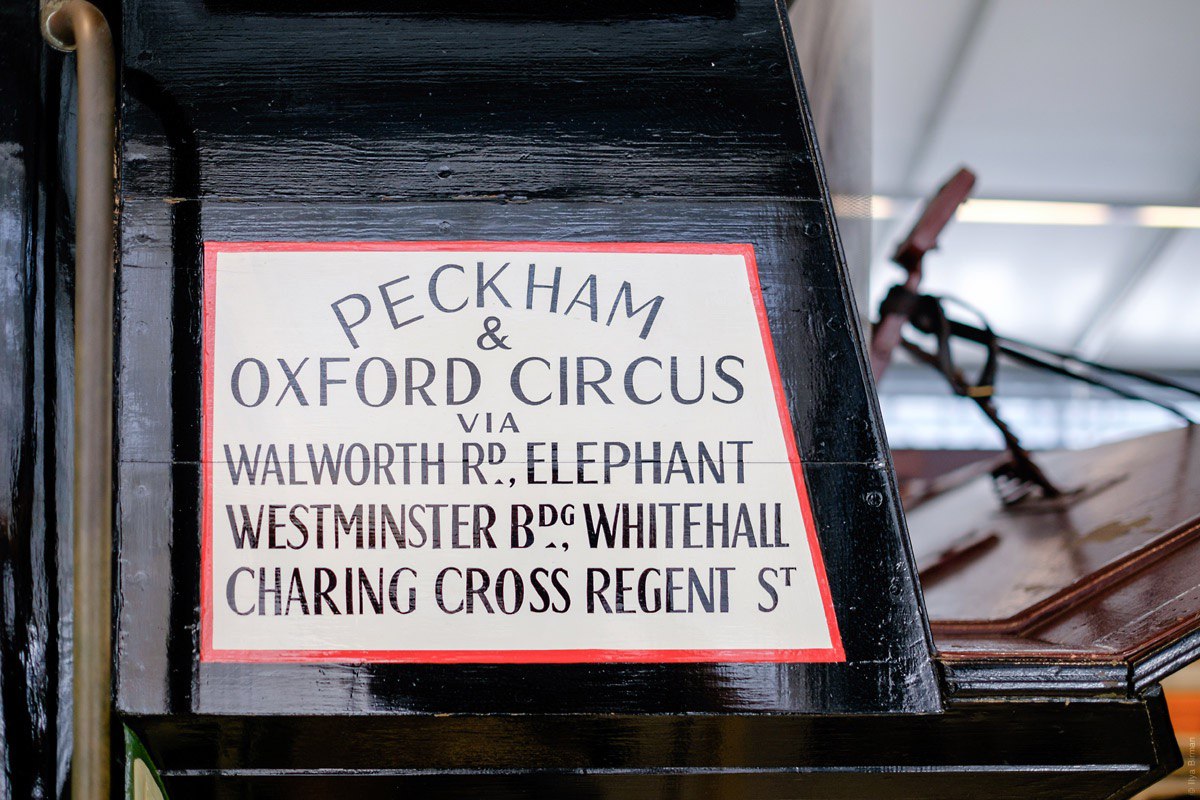 PECKHAM
&
OXFORD CIRCUS
VIA
WALWORTH RD., ELEPHANT
WESTMINSTER BDG., WHITEHALL
CHARING CROSS REGENT ST